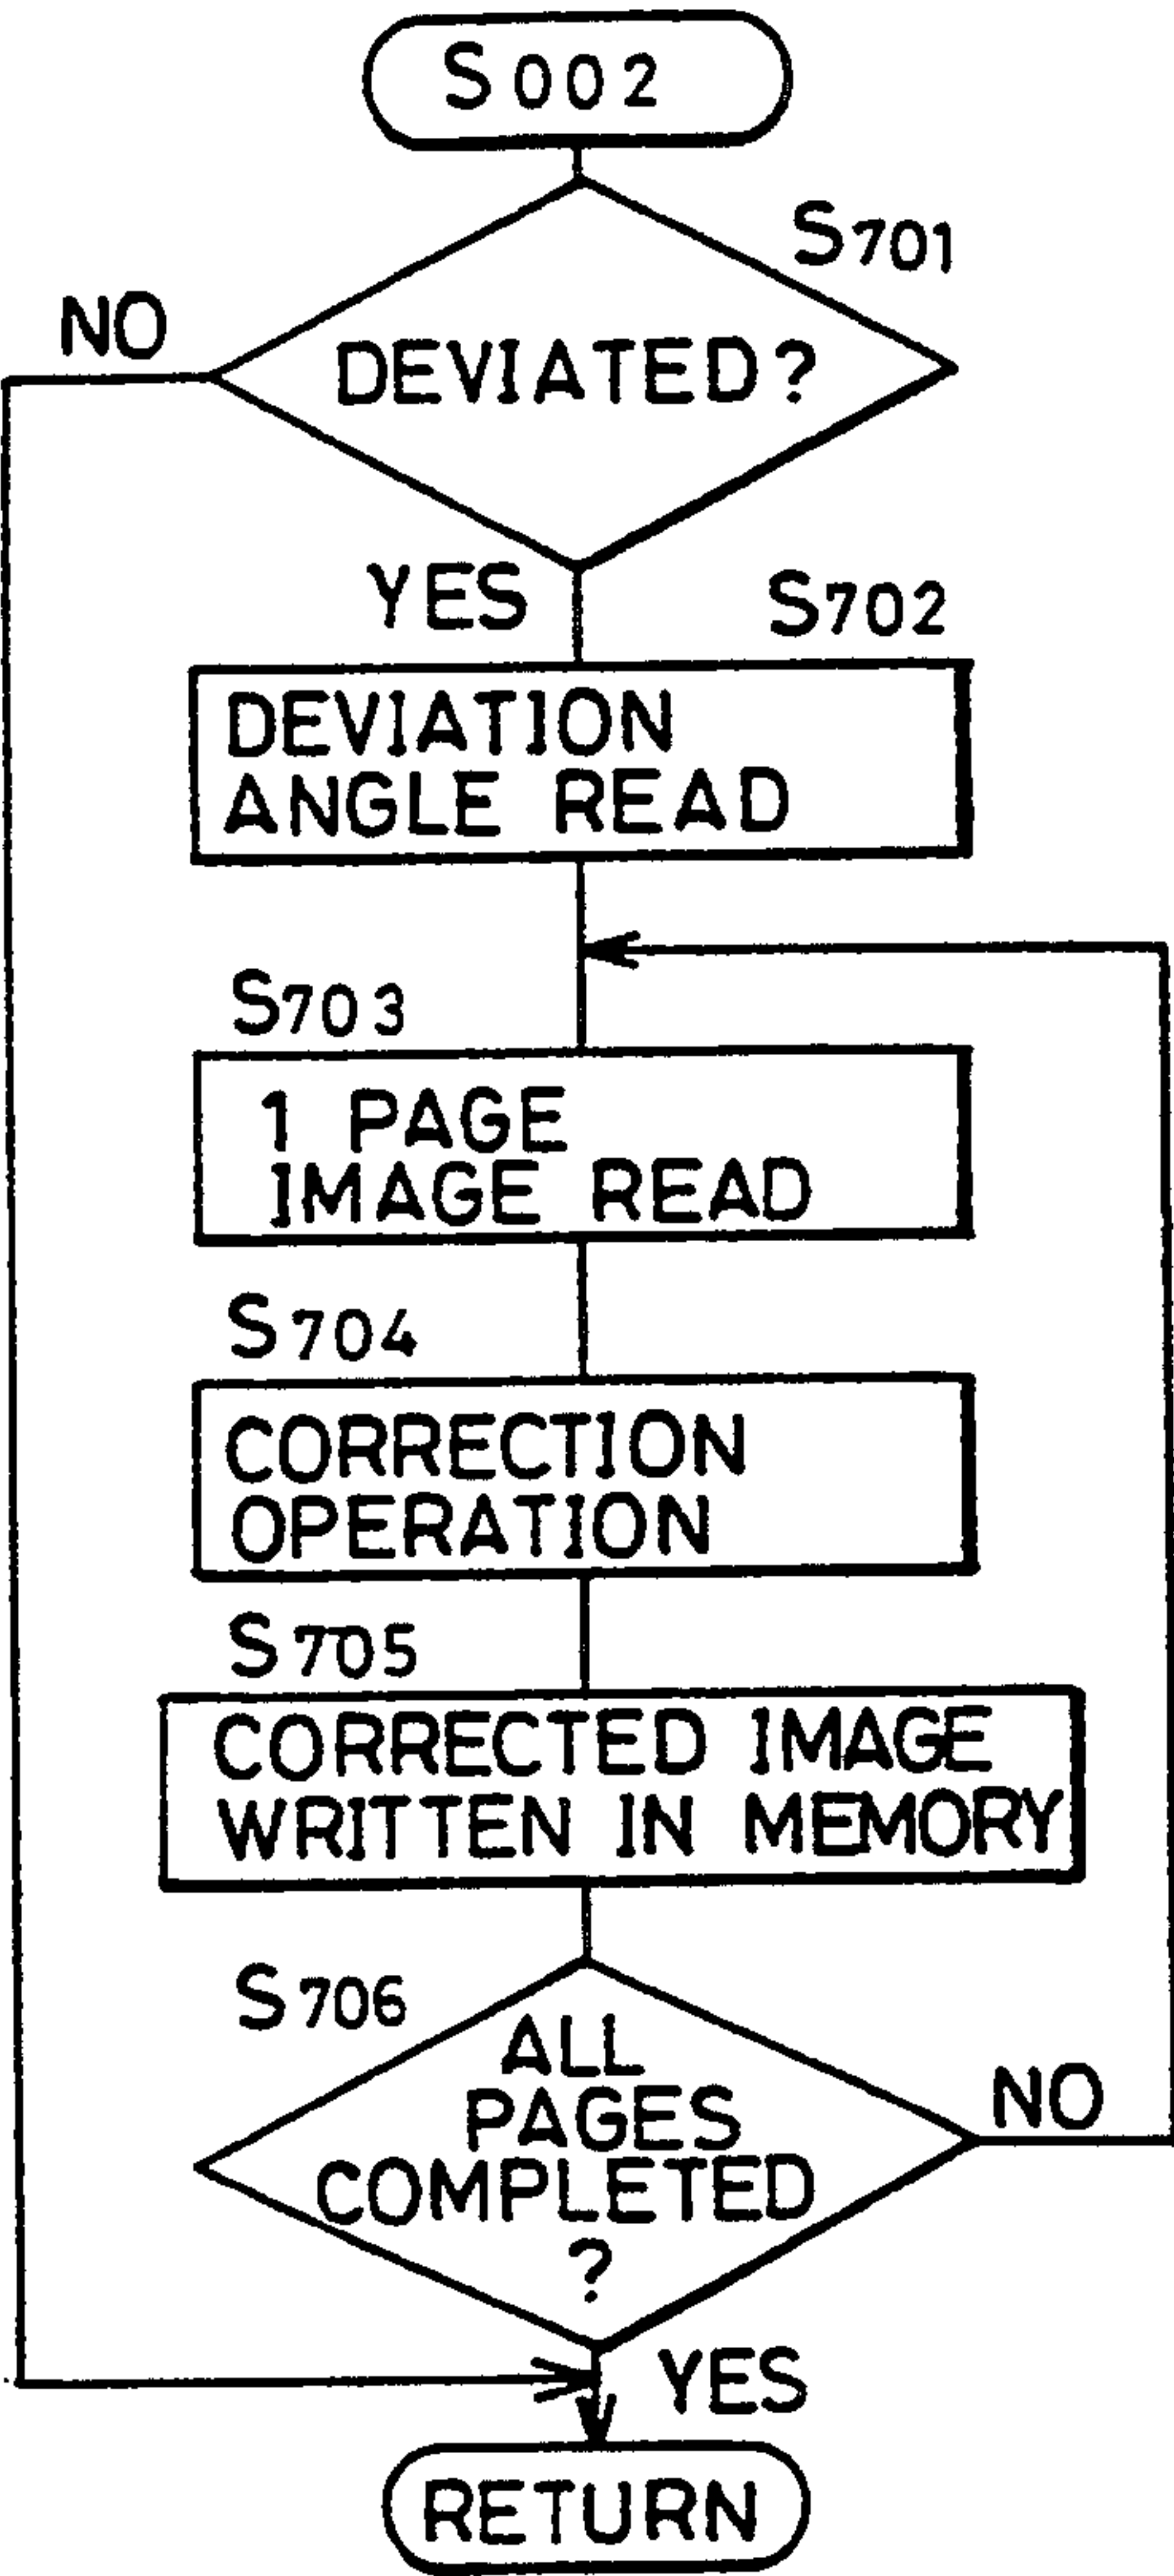 S002
S701
NO
DEVIATED?
YES
S702
DEVIATION
ANGLE READ
S703
1 PAGE
IMAGE READ
S704
CORRECTION
OPERATION
S705
CORRECTED IMAGE
WRITTEN IN MEMORY
S706
ALL
PAGES
COMPLETED
?
NO
YES
RETURN